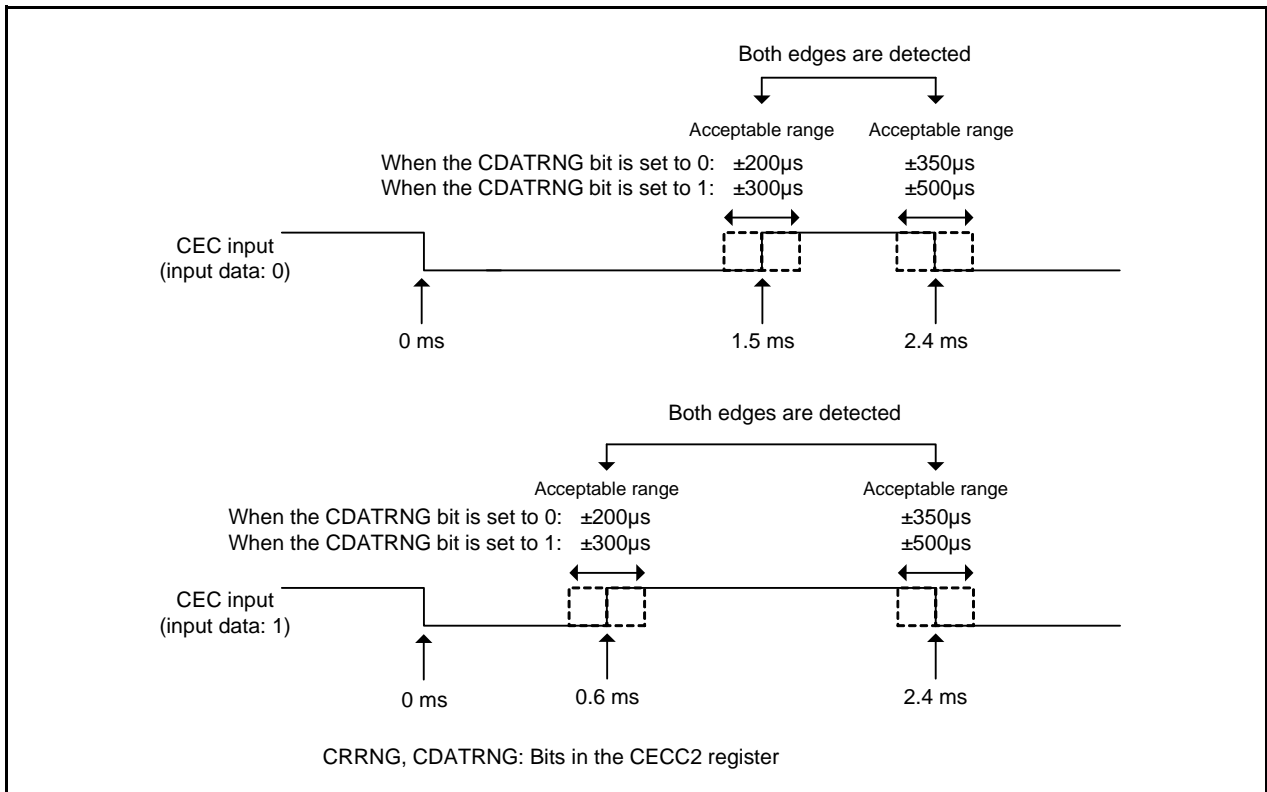 Both edges are detected
Acceptable range Acceptable range
When the CDATRNG bit is set to 0: ±200µs ±350µs
When the CDATRNG bit is set to 1: ±300µs ±500µs
CEC input
(input data: 0)
0 ms 1.5 ms 2.4 ms
Both edges are detected
Acceptable range Acceptable range
When the CDATRNG bit is set to 0: ±200µs ±350µs
When the CDATRNG bit is set to 1: ±300µs ±500µs
CEC input
(input data: 1)
0 ms 0.6 ms 2.4 ms
CRRNG, CDATRNG: Bits in the CECC2 register